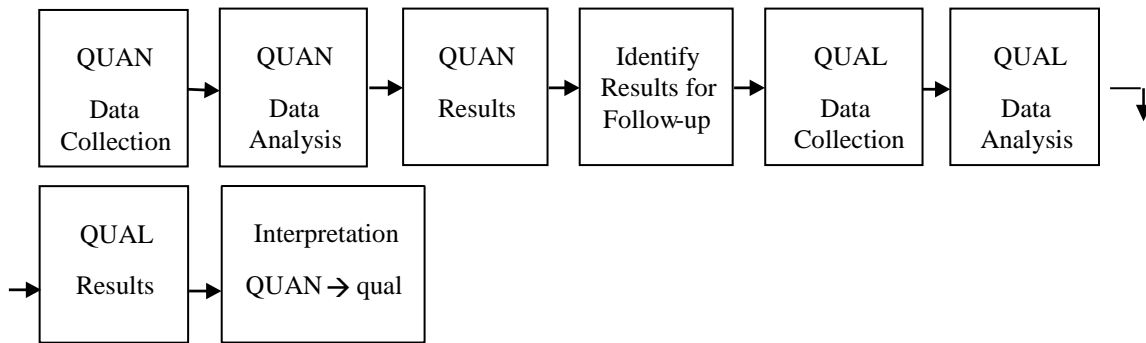 QUAN
Data
Collection
QUAN
Data
Analysis
QUAN
Results
Identify
Results for
Follow-up
QUAL
Data
Collection
QUAL
Data
Analysis
QUAL
Results
Interpretation
QUAN → qual